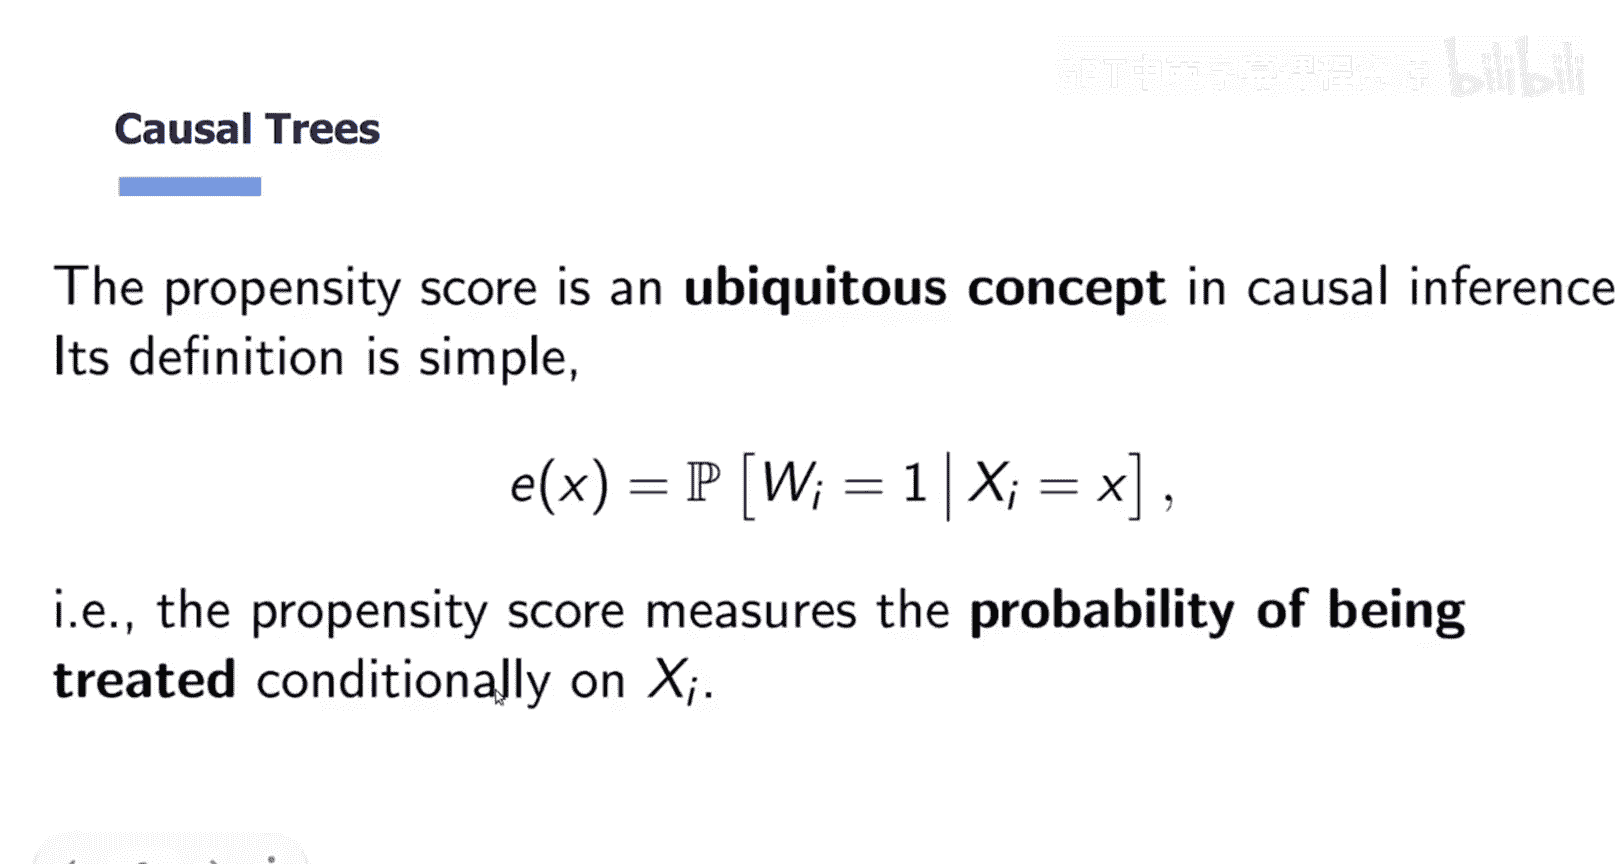 bilibili
Causal Trees
The propensity score is an ubiquitous concept in causal inference
Its definition is simple,
e(x) = ℙ [W_i = 1 | X_i = x] ,
i.e., the propensity score measures the probability of being
treated conditionally on X_i.